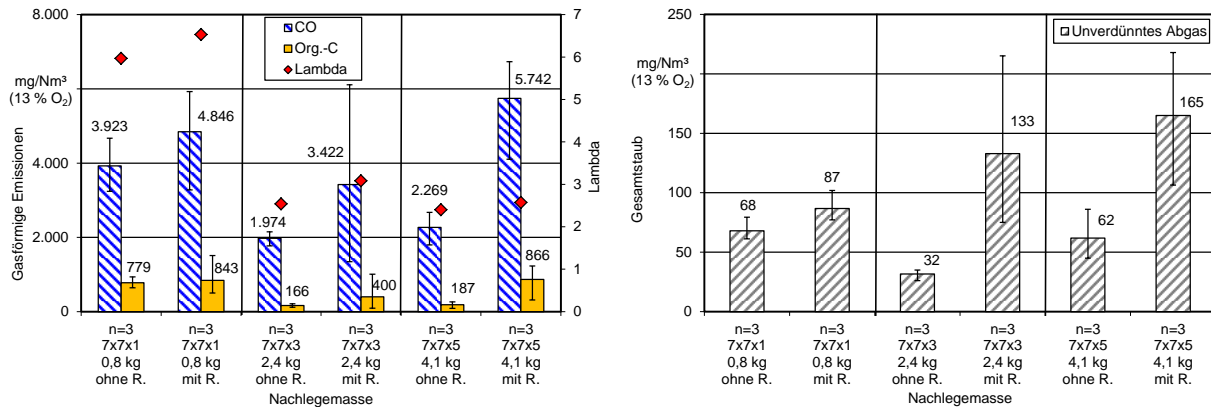 8.000
mg/Nm³
(13 % O₂)
4.000
2.000
0
Gasförmige Emissionen
CO
Org.-C
Lambda
3.923
779
4.846
843
1.974
166
3.422
400
2.269
187
5.742
866
7
6
5
4
3
2
1
0
Lambda
n=3
7x7x1
0,8 kg
ohne R.
n=3
7x7x1
0,8 kg
mit R.
n=3
7x7x3
2,4 kg
ohne R.
n=3
7x7x3
2,4 kg
mit R.
n=3
7x7x5
4,1 kg
ohne R.
n=3
7x7x5
4,1 kg
mit R.
Nachlegemasse
250
mg/Nm³
(13 % O₂)
150
100
50
0
Gesamtstaub
Unverdünntes Abgas
68
87
32
133
62
165
n=3
7x7x1
0,8 kg
ohne R.
n=3
7x7x1
0,8 kg
mit R.
n=3
7x7x3
2,4 kg
ohne R.
n=3
7x7x3
2,4 kg
mit R.
n=3
7x7x5
4,1 kg
ohne R.
n=3
7x7x5
4,1 kg
mit R.
Nachlegemasse